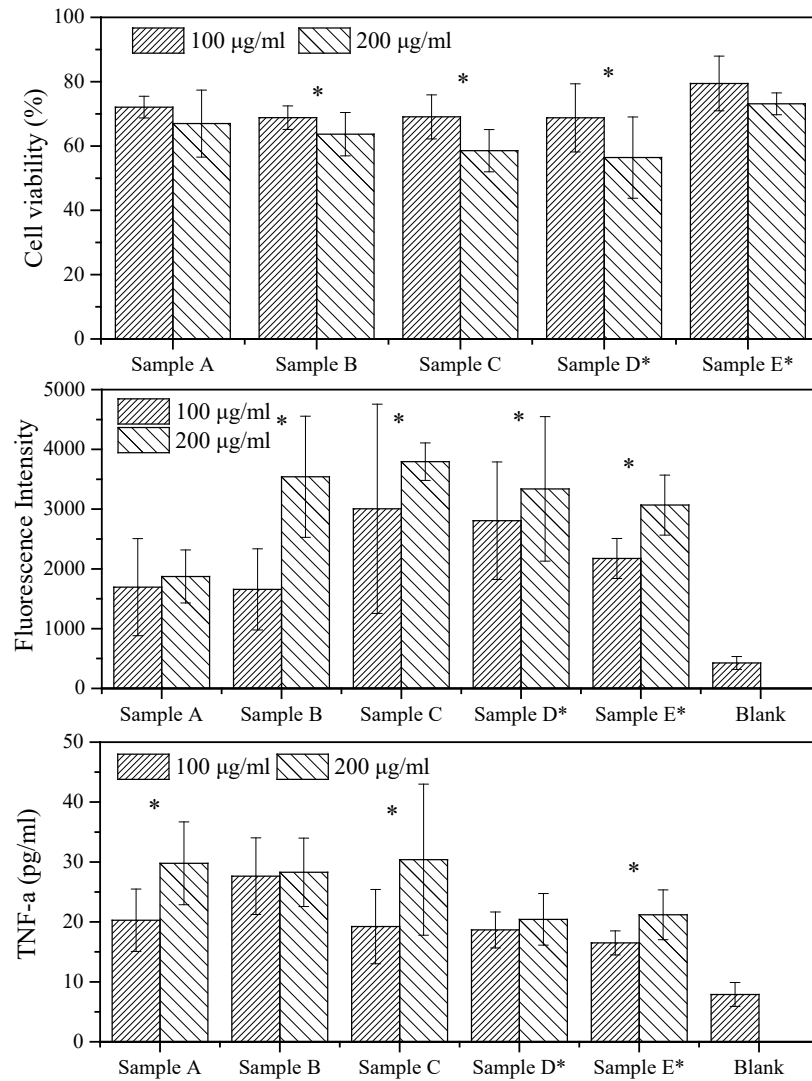 100
80
60
40
20
0
Cell viability (%)
100 μg/ml 200 μg/ml
* * *
Sample A Sample B Sample C Sample D* Sample E*
5000
4000
3000
2000
1000
0
Fluorescence Intensity
100 μg/ml
200 μg/ml
* * * *
Sample A Sample B Sample C Sample D* Sample E* Blank
50
40
30
20
10
0
TNF-a (pg/ml)
100 μg/ml 200 μg/ml
* * *
Sample A Sample B Sample C Sample D* Sample E* Blank